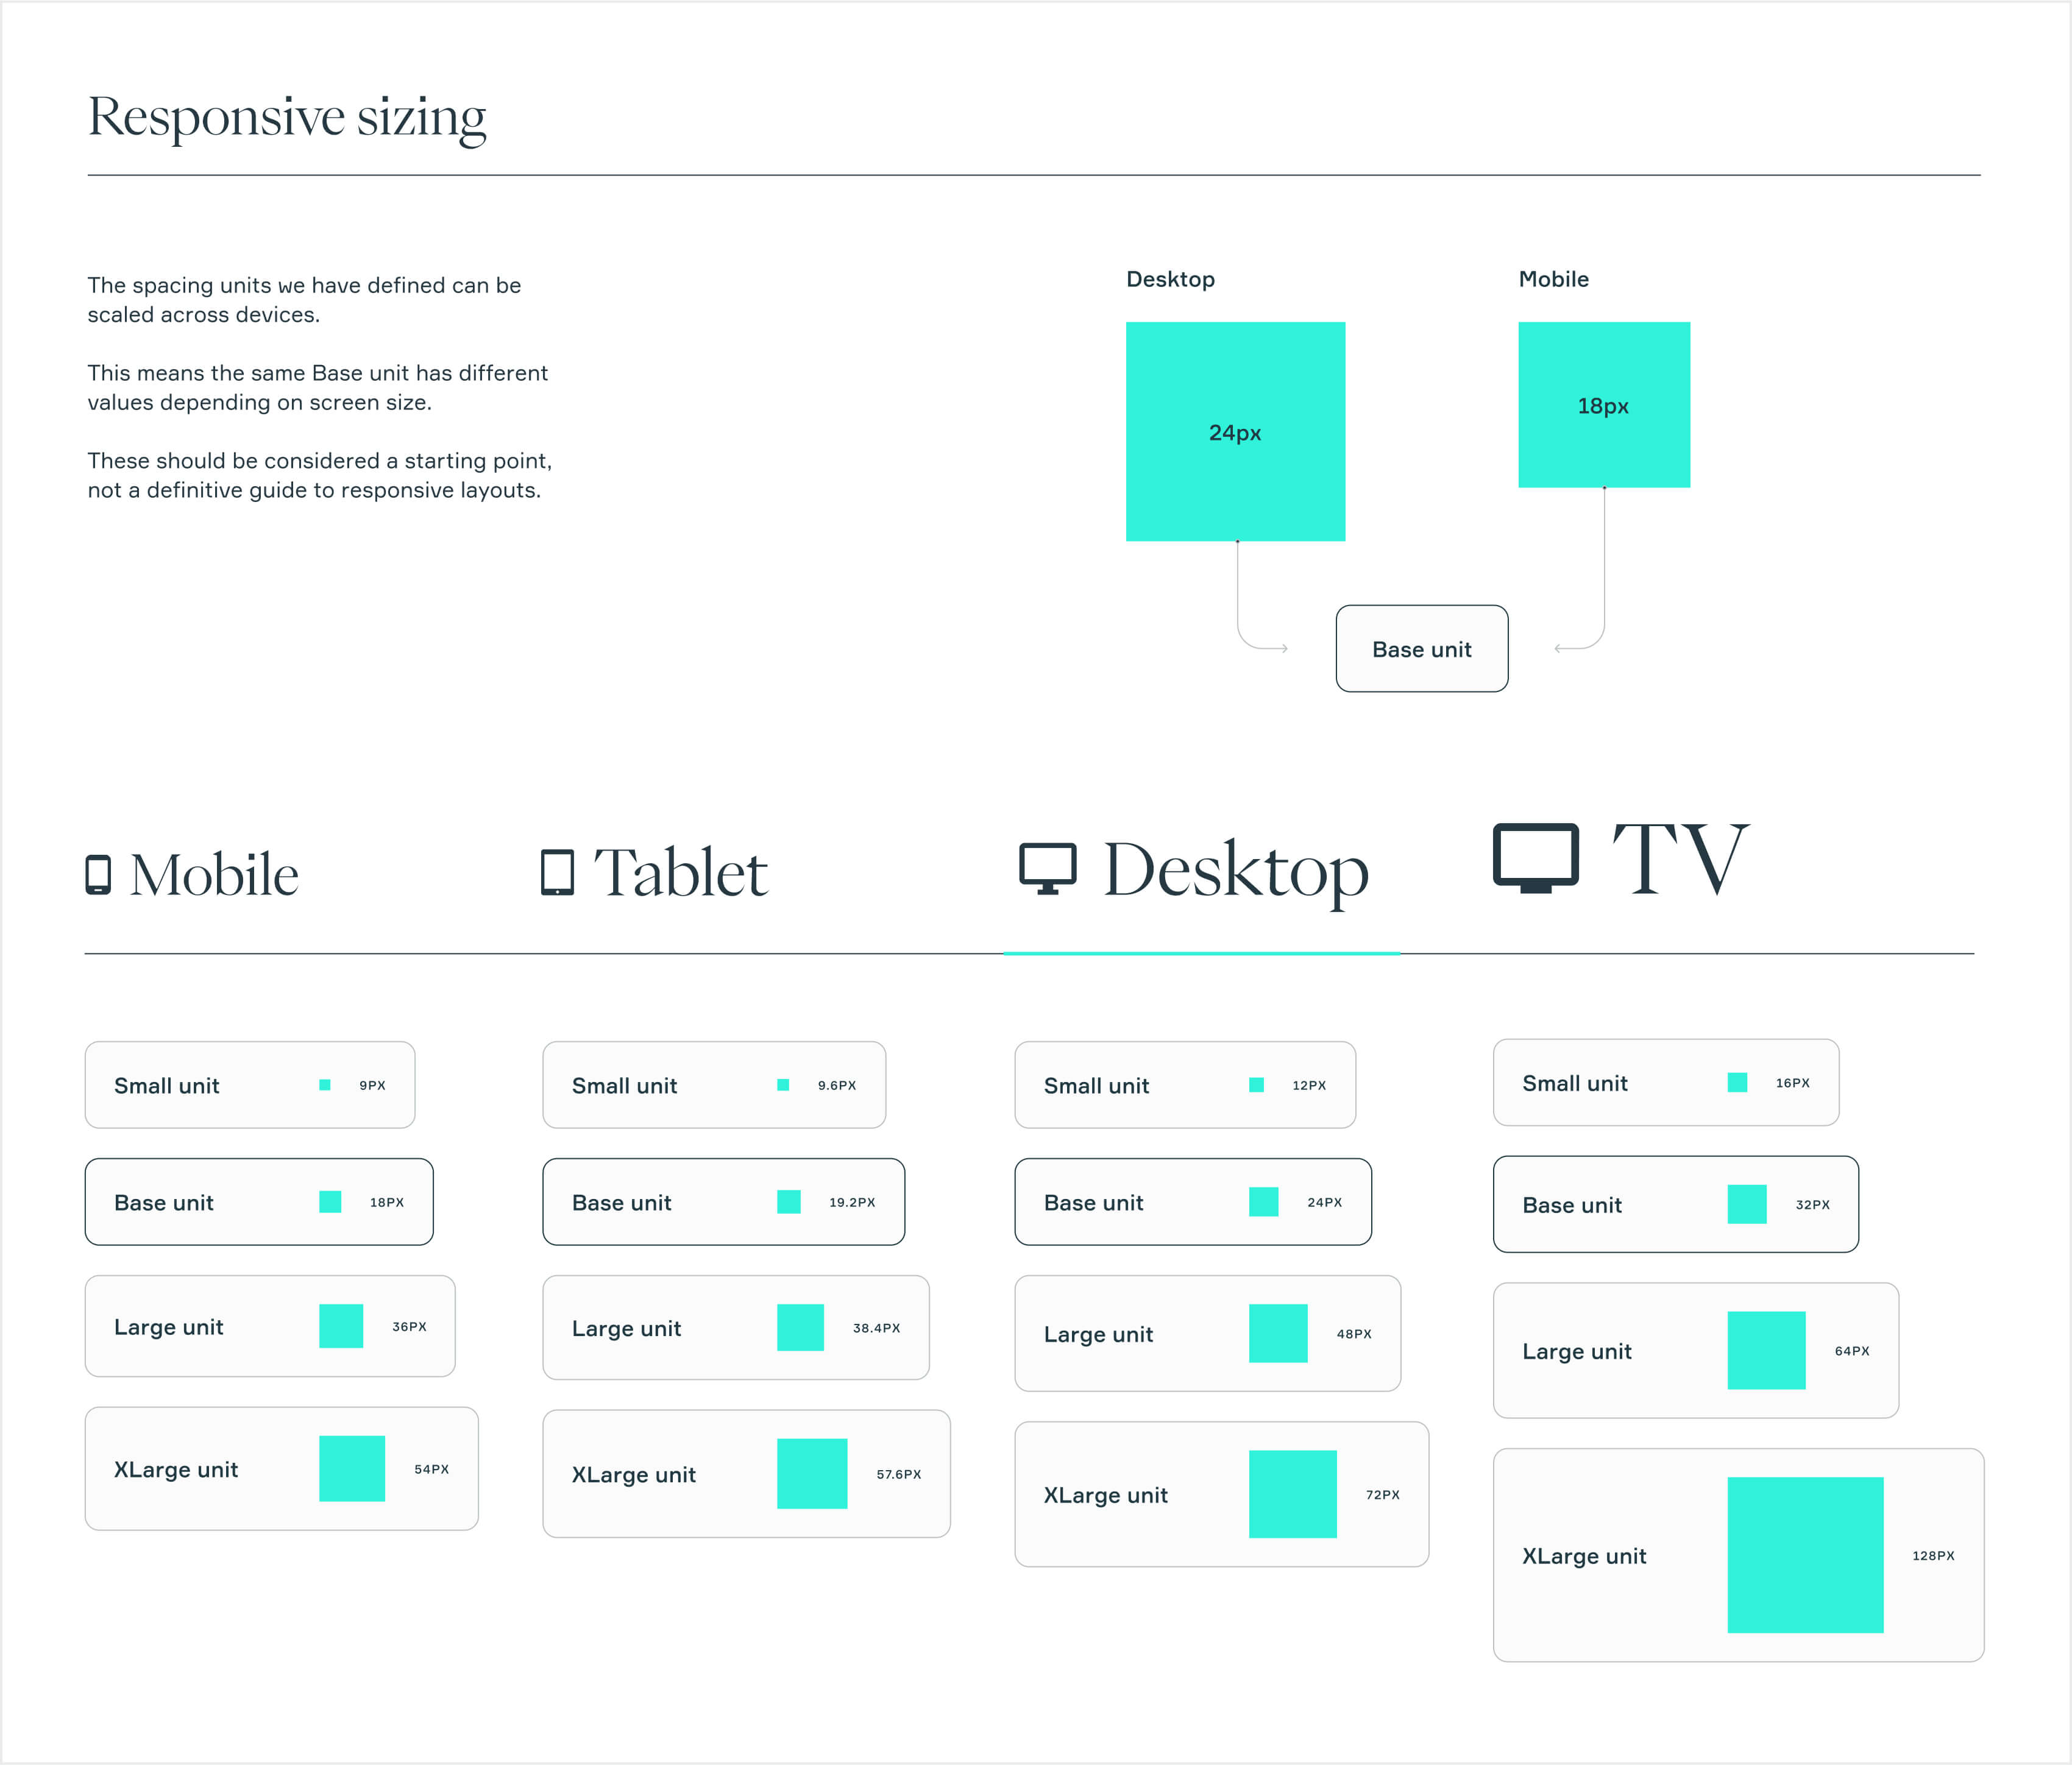 Responsive sizing
The spacing units we have defined can be
scaled across devices.
This means the same Base unit has different
values depending on screen size.
These should be considered a starting point,
not a definitive guide to responsive layouts.
Desktop
Mobile
24px
18px
Base unit
Mobile
Tablet
Desktop
TV
Small unit 9PX
Base unit 18PX
Large unit 36PX
XLarge unit 54PX
Small unit 9.6PX
Base unit 19.2PX
Large unit 38.4PX
XLarge unit 57.6PX
Small unit 12PX
Base unit 24PX
Large unit 48PX
XLarge unit 72PX
Small unit 16PX
Base unit 32PX
Large unit 64PX
XLarge unit 128PX